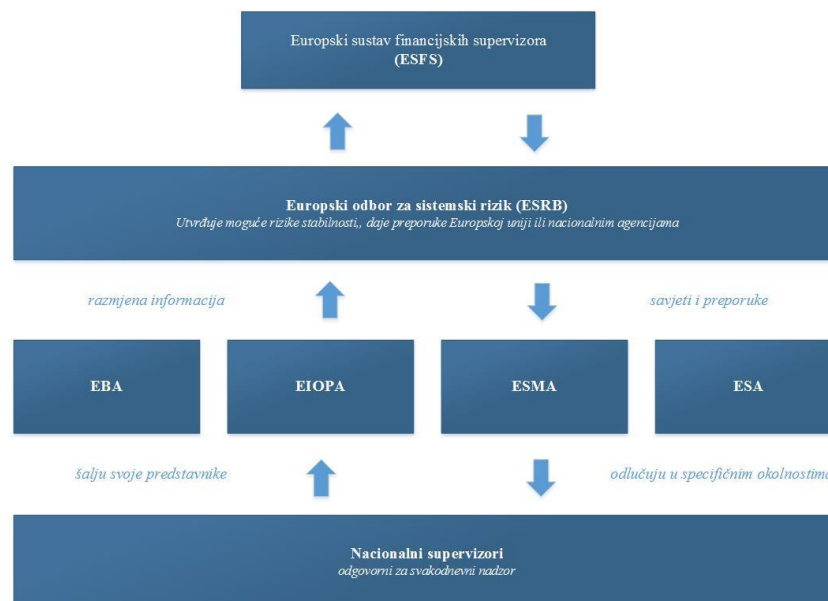 Europski sustav financijskih supervizora
(ESFS)
Europski odbor za sistemski rizik (ESRB)
Utvrđuje moguće rizike stabilnosti,, daje preporuke Europskoj uniji ili nacionalnim agencijama
razmjena informacija
savjeti i preporuke
EBA
EIOPA
ESMA
ESA
šalju svoje predstavnike
odlučuju u specifičnim okolnostima
Nacionalni supervizori
odgovorni za svakodnevni nadzor